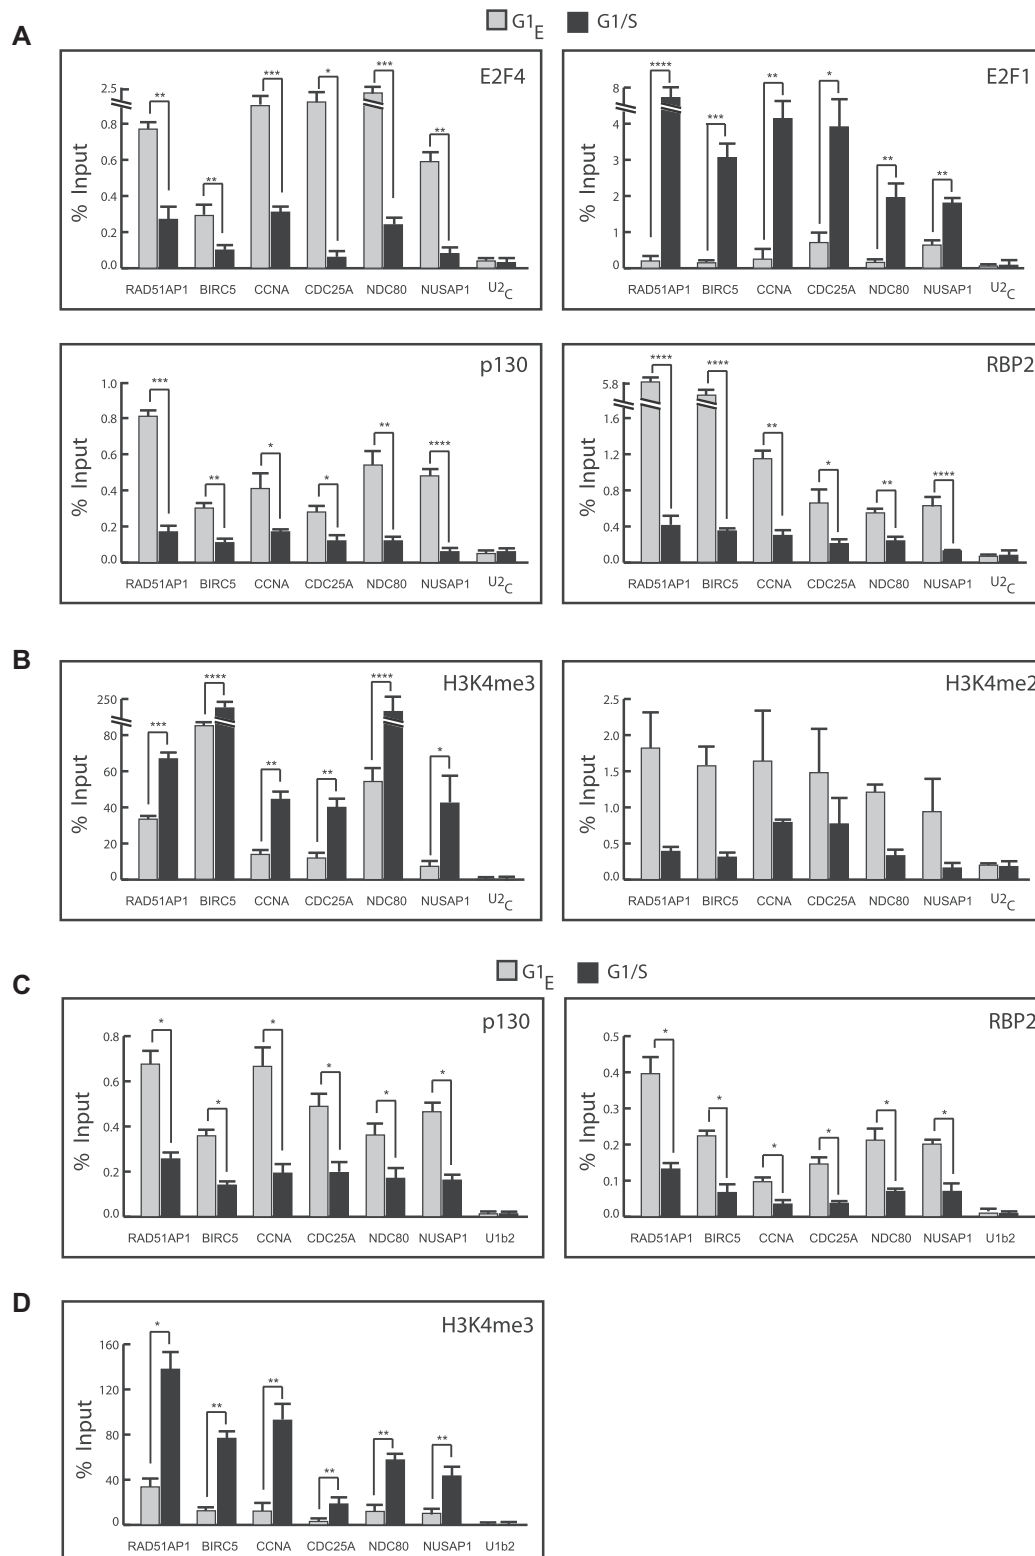 G1E G1/S
A
E2F4
% Input
2.5
0.8
0.6
0.4
0.2
0.0
** ** *** * *** **
RAD51AP1 BIRC5 CCNA CDC25A NDC80 NUSAP1 U2C
E2F1
% Input
8
4
3
2
1
0
**** *** ** * ** **
RAD51AP1 BIRC5 CCNA CDC25A NDC80 NUSAP1 U2C
p130
% Input
1.0
0.8
0.6
0.4
0.2
0.0
*** ** * * ** ****
RAD51AP1 BIRC5 CCNA CDC25A NDC80 NUSAP1 U2C
RBP2
% Input
5.8
1.6
1.2
0.8
0.4
0.0
**** **** ** * ** ****
RAD51AP1 BIRC5 CCNA CDC25A NDC80 NUSAP1 U2C
B
H3K4me3
% Input
250
80
60
40
20
0
*** **** ** ** **** *
RAD51AP1 BIRC5 CCNA CDC25A NDC80 NUSAP1 U2C
H3K4me2
% Input
2.5
2.0
1.5
1.0
0.5
0.0
RAD51AP1 BIRC5 CCNA CDC25A NDC80 NUSAP1 U2C
G1E G1/S
C
p130
% Input
0.8
0.6
0.4
0.2
0.0
* * * * * *
RAD51AP1 BIRC5 CCNA CDC25A NDC80 NUSAP1 U1b2
RBP2
% Input
0.5
0.4
0.3
0.2
0.1
0.0
* * * * * *
RAD51AP1 BIRC5 CCNA CDC25A NDC80 NUSAP1 U1b2
D
H3K4me3
% Input
160
120
80
40
0
* ** ** ** ** **
RAD51AP1 BIRC5 CCNA CDC25A NDC80 NUSAP1 U1b2